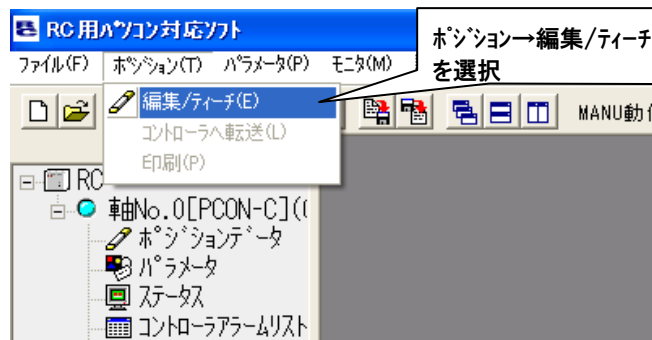 RC 用ﾊﾟｿｺﾝ対応ｿﾌﾄ
ﾌｧｲﾙ(F) ﾎﾟｼﾞｼｮﾝ(T) ﾊﾟﾗﾒｰﾀ(P) ﾓﾆﾀ(M)
ﾎﾟｼﾞｼｮﾝ→編集/ﾃｨｰﾁ
を選択
編集/ﾃｨｰﾁ(E)
ｺﾝﾄﾛｰﾗへ転送(L)
印刷(P)
MANU動
RC
軸No.0[PCON-C](
ﾎﾟｼﾞｼｮﾝﾃﾞｰﾀ
ﾊﾟﾗﾒｰﾀ
ｽﾃｰﾀｽ
ｺﾝﾄﾛｰﾗｱﾗｰﾑﾘｽﾄ